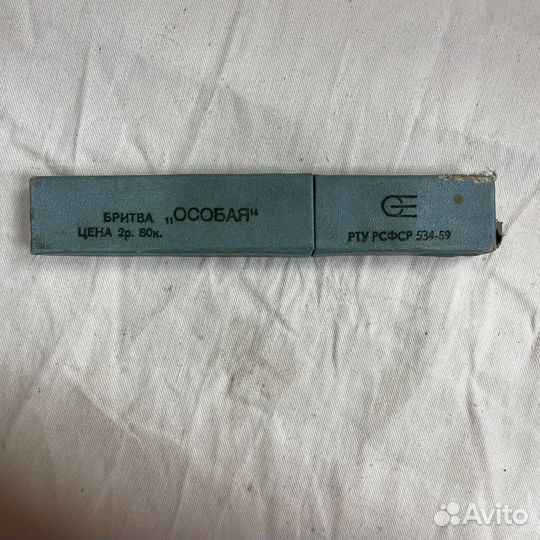 БРИТВА „ОСОБАЯ"
ЦЕНА 2р. 80к.
РТУ РСФСР 534-59
Avito